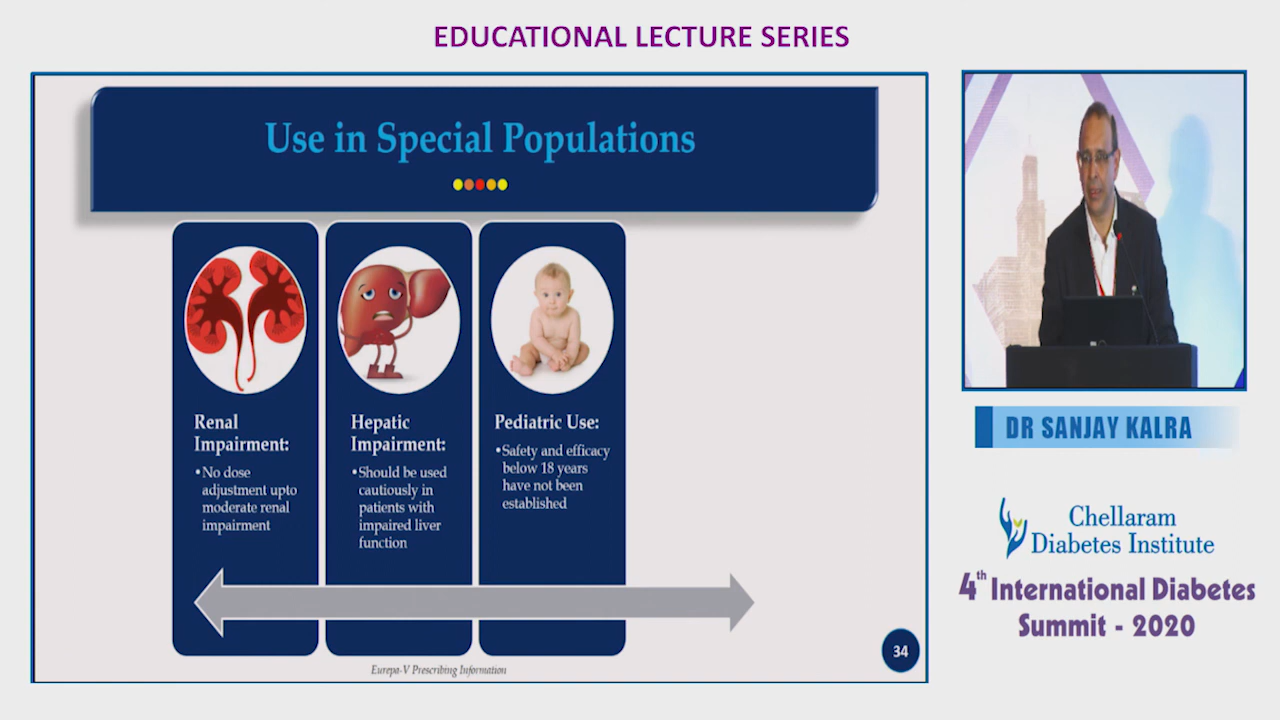 EDUCATIONAL LECTURE SERIES
Use in Special Populations
Renal
Impairment:
•No dose
adjustment upto
moderate renal
impairment
Hepatic
Impairment:
•Should be used
cautiously in
patients with
impaired liver
function
Pediatric Use:
•Safety and efficacy
below 18 years
have not been
established
34
Eurepa-V Prescribing Information
DR SANJAY KALRA
Chellaram
Diabetes Institute
4th International Diabetes
Summit - 2020